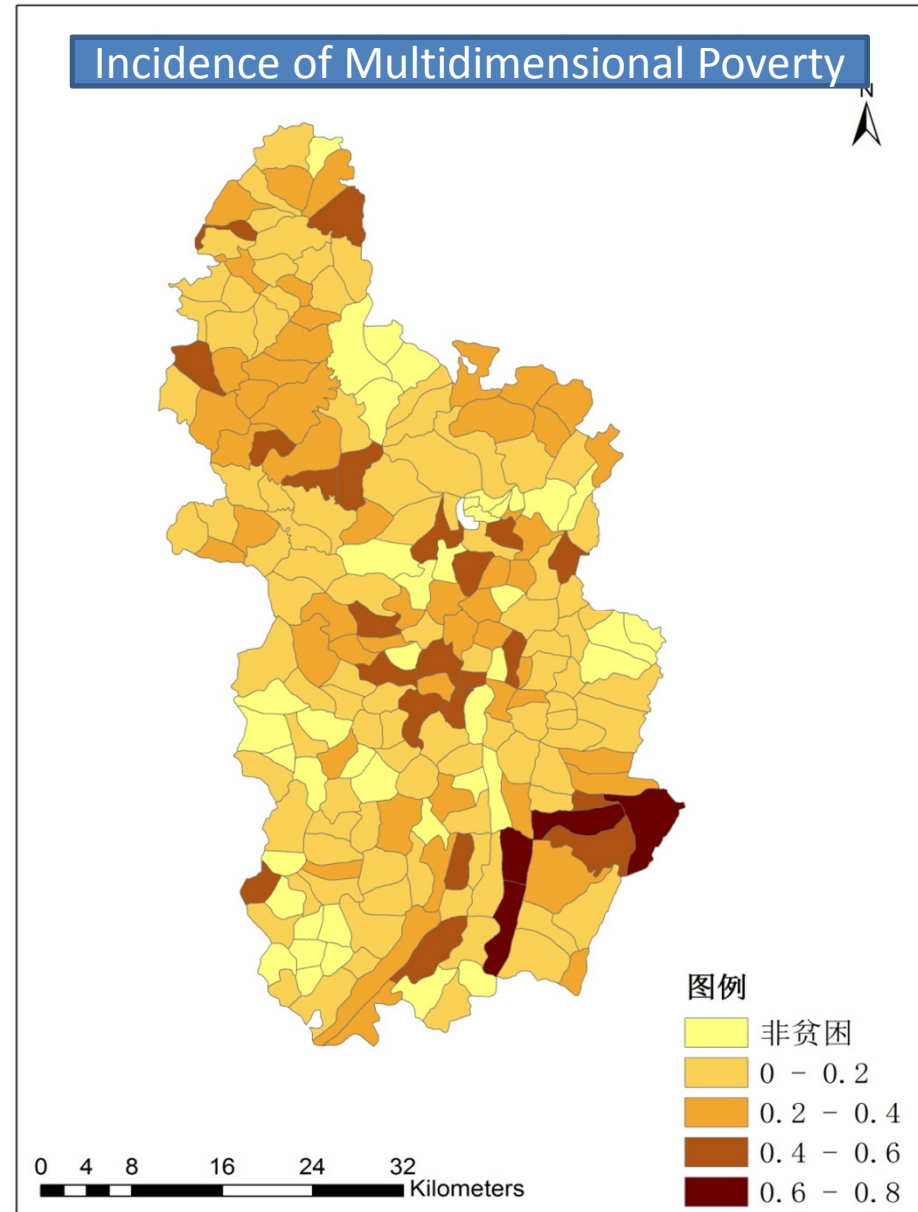 Incidence of Multidimensional Poverty
N
图例
非贫困
0 - 0.2
0.2 - 0.4
0.4 - 0.6
0.6 - 0.8
0 4 8 16 24 32
Kilometers